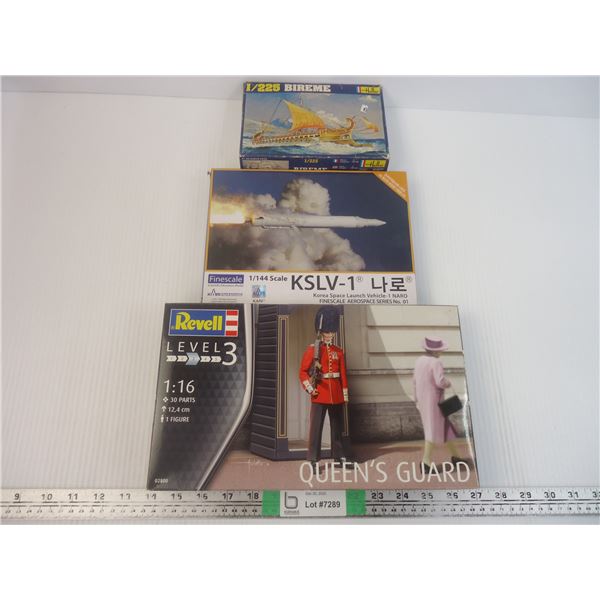 1/225 BIREME
1/225
Finescale
1/144 Scale KSLV-1® 나로®
KARI
Korea Space Launch Vehicle-1 NARO
FINESCALE AEROSPACE SERIES No. 01
Revell
LEVEL 3
1:16
30 PARTS
12,4 cm
1 FIGURE
02800
QUEEN'S GUARD
9 10 11 12 13 14 15 16 17 18 23 24 25 26 27 28 29 30 31 3
Lot #7289